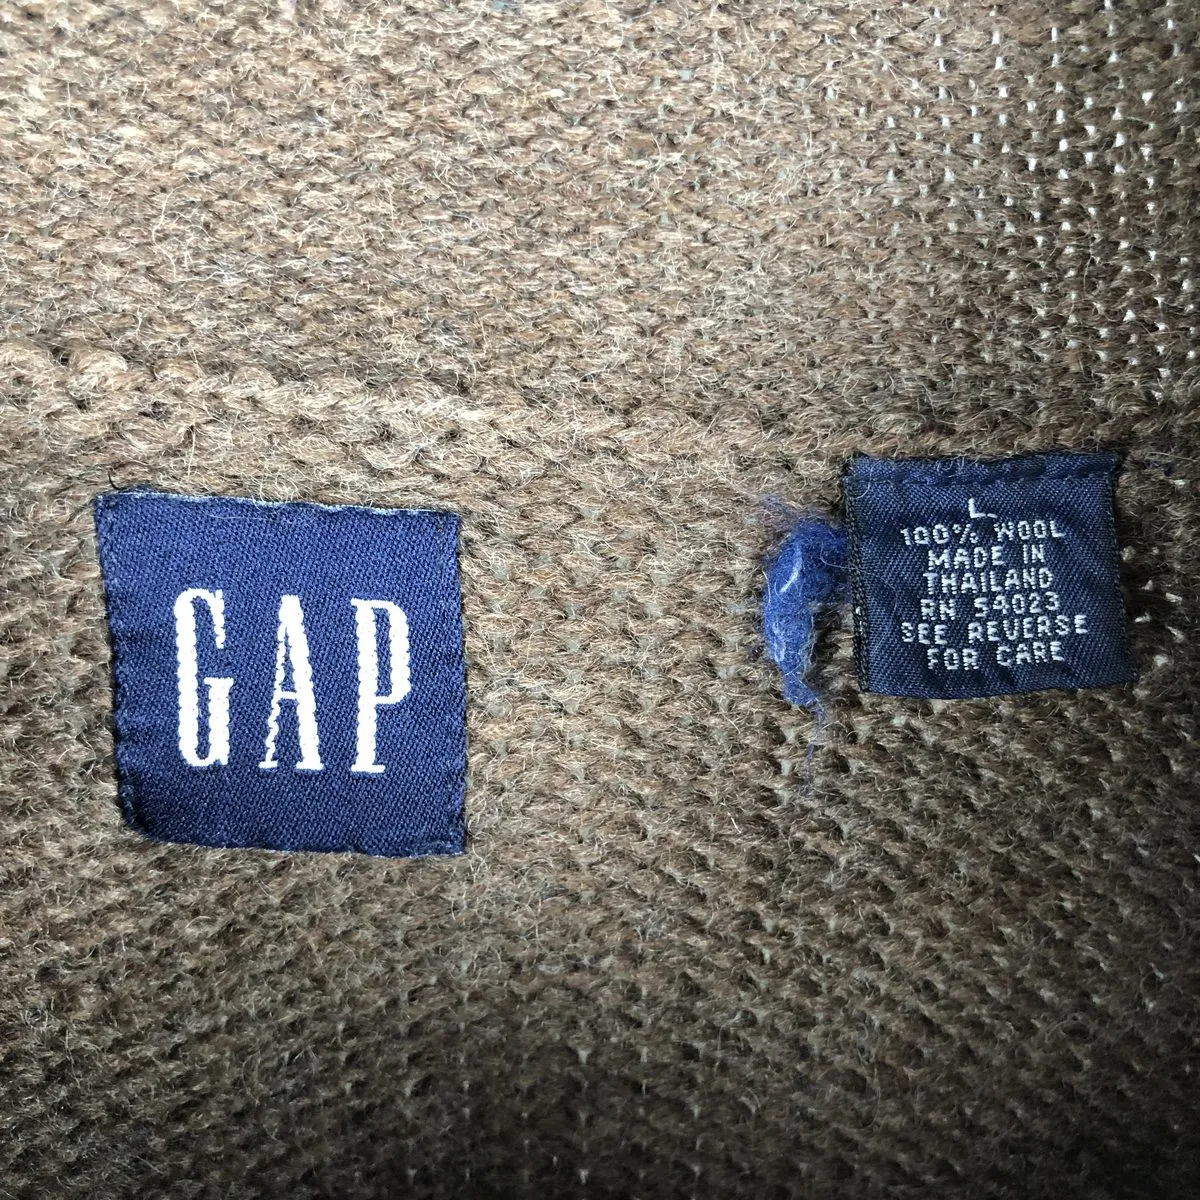 GAP
L
100% WOOL
MADE IN
THAILAND
RN 54023
SEE REVERSE
FOR CARE